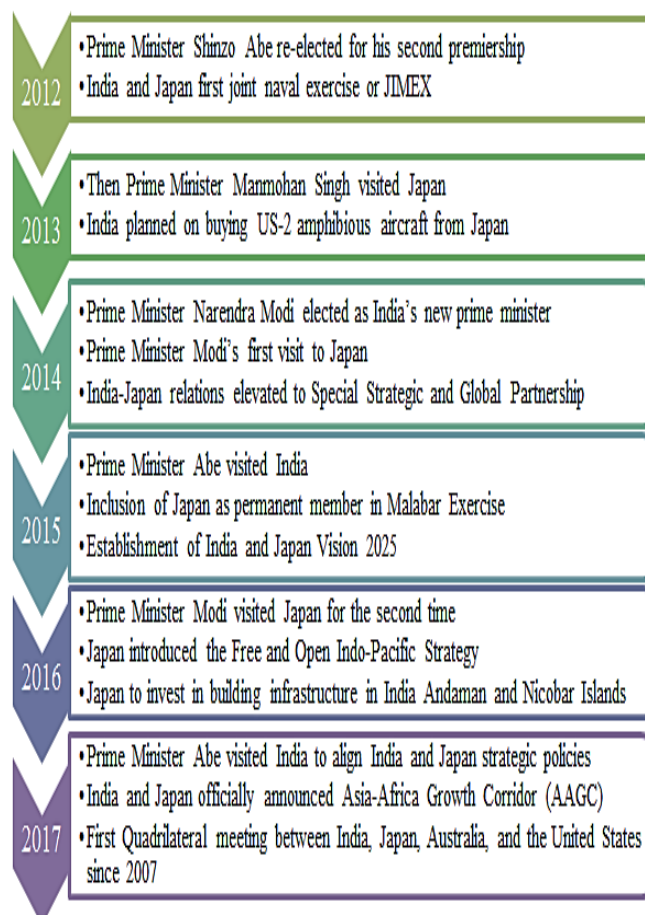 2012
•Prime Minister Shinzo Abe re-elected for his second premiership
•India and Japan first joint naval exercise or JIMEX
2013
•Then Prime Minister Manmohan Singh visited Japan
•India planned on buying US-2 amphibious aircraft from Japan
2014
•Prime Minister Narendra Modi elected as India's new prime minister
•Prime Minister Modi's first visit to Japan
•India-Japan relations elevated to Special Strategic and Global Partnership
2015
•Prime Minister Abe visited India
•Inclusion of Japan as permanent member in Malabar Exercise
•Establishment of India and Japan Vision 2025
2016
•Prime Minister Modi visited Japan for the second time
•Japan introduced the Free and Open Indo-Pacific Strategy
•Japan to invest in building infrastructure in India Andaman and Nicobar Islands
2017
•Prime Minister Abe visited India to align India and Japan strategic policies
•India and Japan officially announced Asia-Africa Growth Corridor (AAGC)
•First Quadrilateral meeting between India, Japan, Australia, and the United States
since 2007